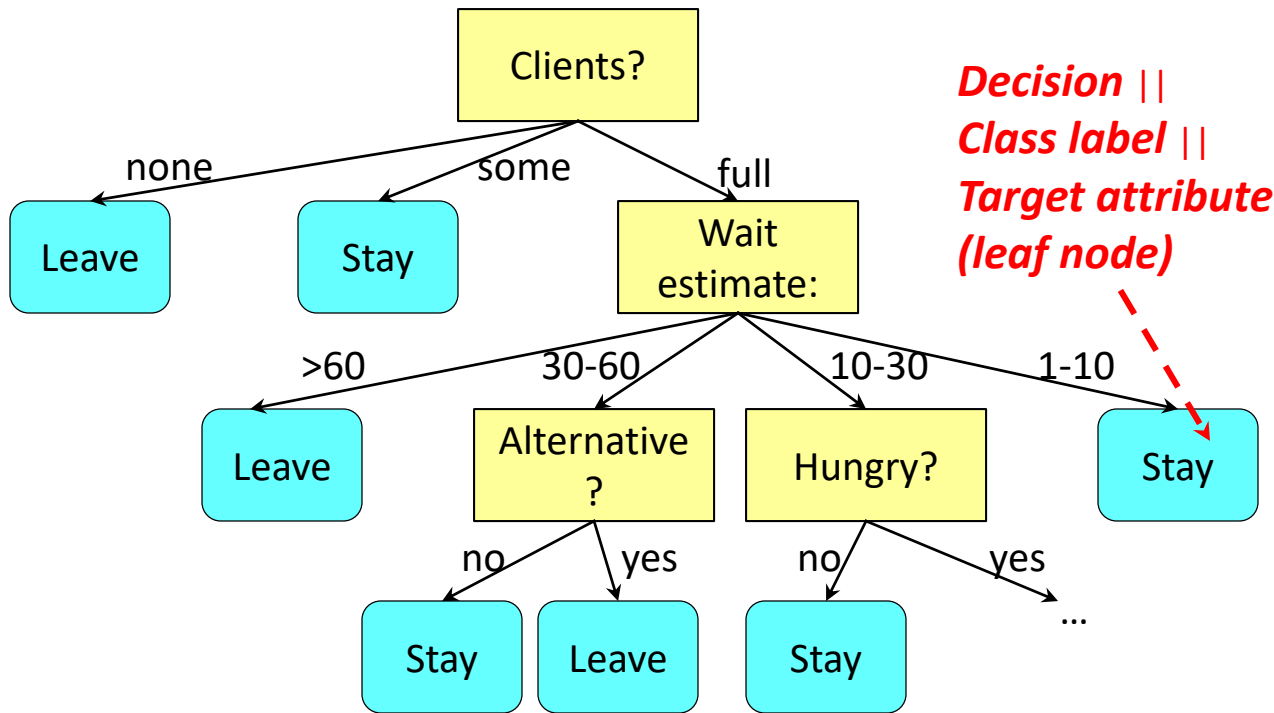 Clients?
Decision ||
Class label ||
Target attribute
(leaf node)
none
some
full
Leave
Stay
Wait
estimate:
>60
30-60
10-30
1-10
Leave
Alternative
?
Hungry?
Stay
no
yes
no
yes
Stay
Leave
Stay
...